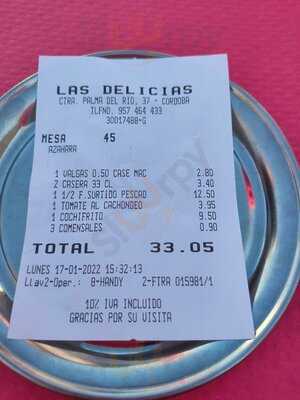 LAS DELICIAS
CTRA. PALMA DEL RIO, 37 - CORDOBA
TLFNO. 957 464 433
30017488-G
MESA 45
AZAHARA
1 VALGAS 0.50 CASE MAC 2.80
2 CASERA 33 CL 3.40
1 1/2 F.SURTIDO PESCAO 12.50
1 TOMATE AL CACHONDEO 3.95
1 COCHIFRITO 9.50
3 COMENSALES 0.90
TOTAL 33.05
LUNES 17-01-2022 15:32:13
Llav2-Oper.: 8-HANDY 2-FTRA 015981/1
10% IVA INCLUIDO
GRACIAS POR SU VISITA